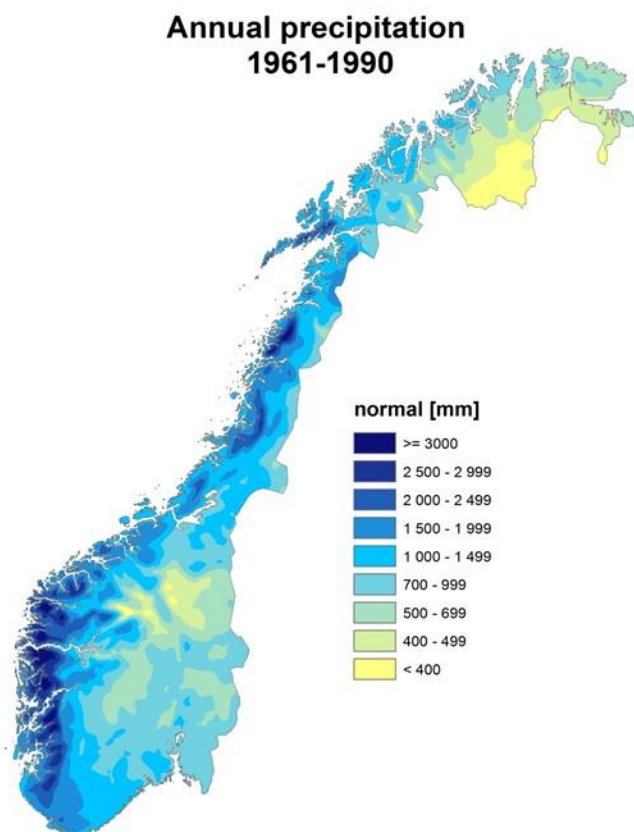 Annual precipitation
1961-1990
normal [mm]
>= 3000
2 500 - 2 999
2 000 - 2 499
1 500 - 1 999
1 000 - 1 499
700 - 999
500 - 699
400 - 499
< 400